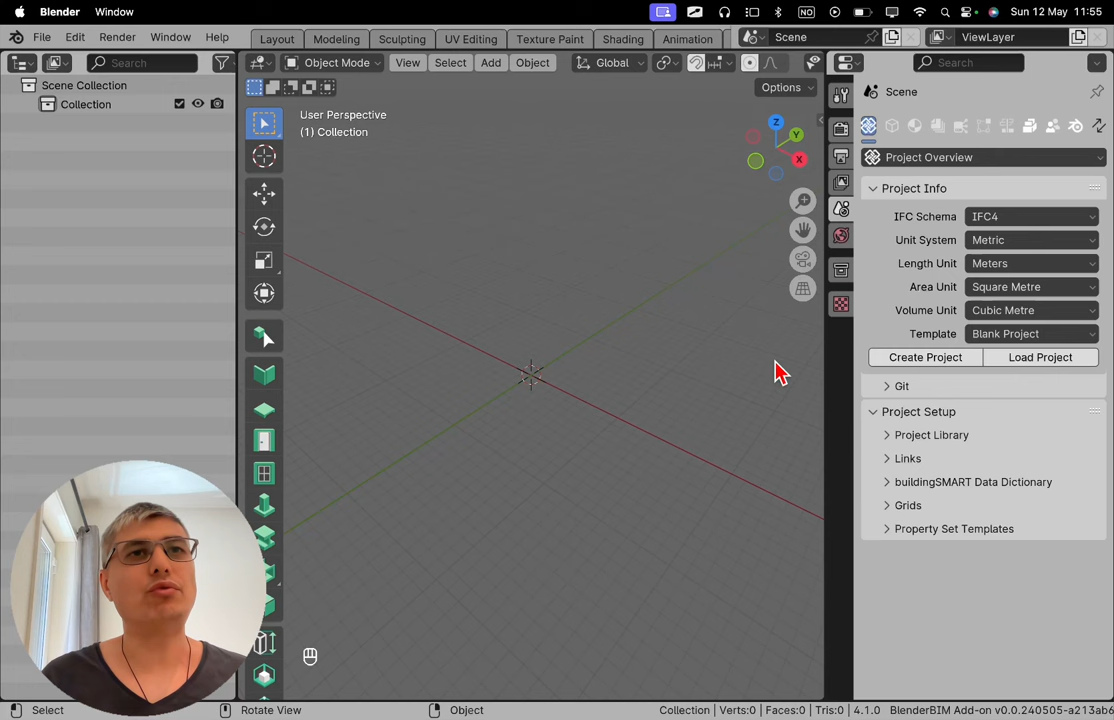 Blender Window NO Sun 12 May 11:55
File Edit Render Window Help Layout Modeling Sculpting UV Editing Texture Paint Shading Animation Scene ViewLayer
Search Object Mode View Select Add Object Global Search
Scene Collection
Collection
Options
User Perspective
(1) Collection
Z
Y
X
Scene
Project Overview
Project Info
IFC Schema IFC4
Unit System Metric
Length Unit Meters
Area Unit Square Metre
Volume Unit Cubic Metre
Template Blank Project
Create Project Load Project
Git
Project Setup
Project Library
Links
buildingSMART Data Dictionary
Grids
Property Set Templates
Select Rotate View Object Collection | Verts:0 | Faces:0 | Tris:0 | 4.1.0 BlenderBIM Add-on v0.0.240505-a213ab6